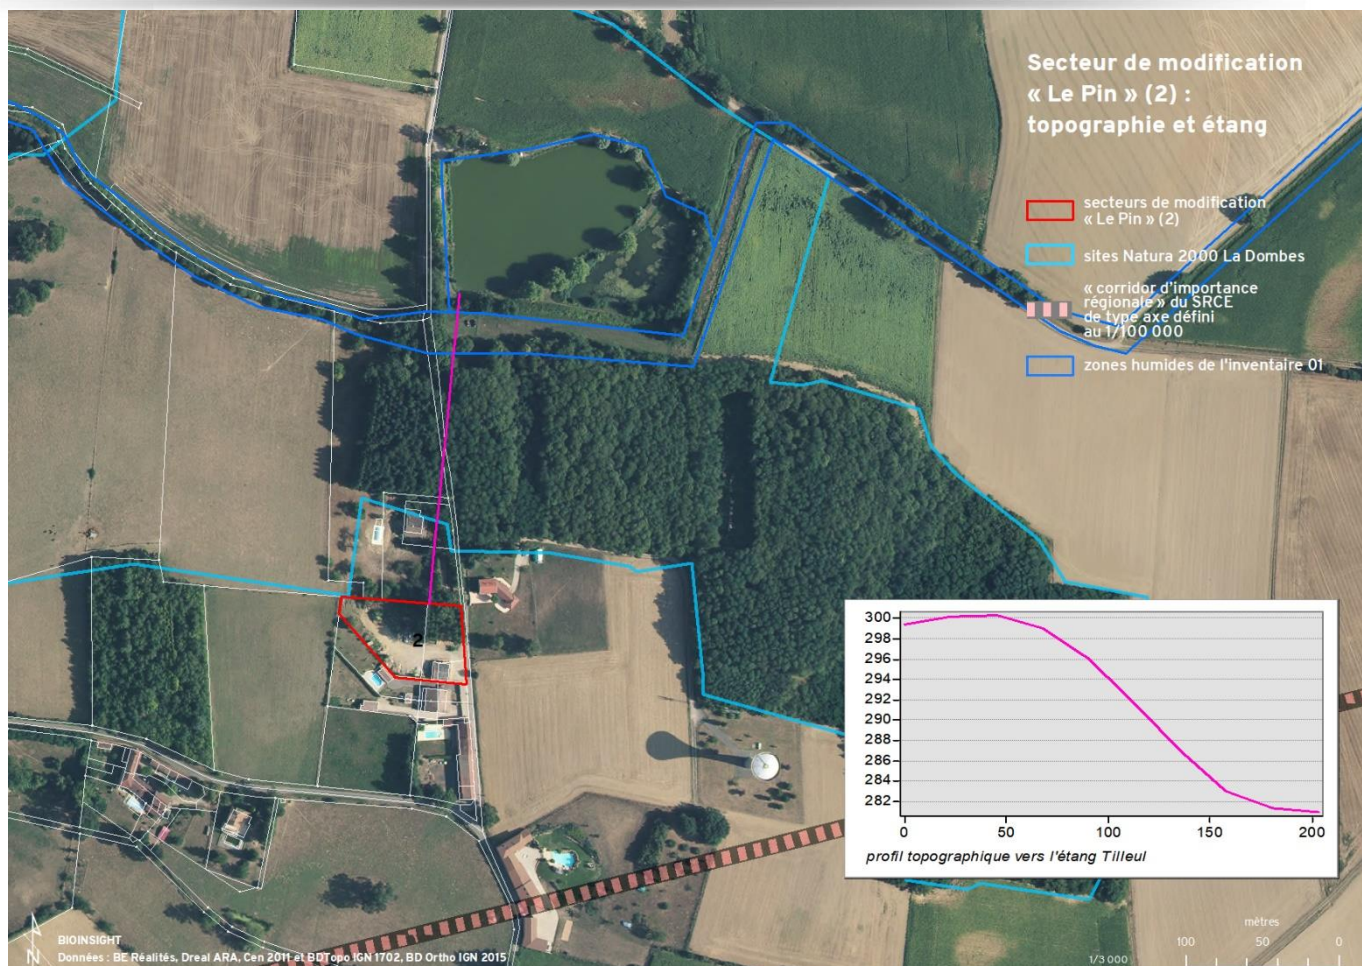 Secteur de modification
« Le Pin » (2) :
topographie et étang
secteurs de modification
« Le Pin » (2)
sites Natura 2000 La Dombes
« corridor d'importance
régionale » du SRCE
de type axe défini
au 1/100 000
zones humides de l'inventaire 01
2
300
298
296
294
292
290
288
286
284
282
0 50 100 150 200
profil topographique vers l'étang Tilleul
mètres
100 50 0
1/3 000
N
BIOINSIGHT
Données : BE Réalités, Dreal ARA, Cen 2011 et BDTopo IGN 1702, BD Ortho IGN 2015